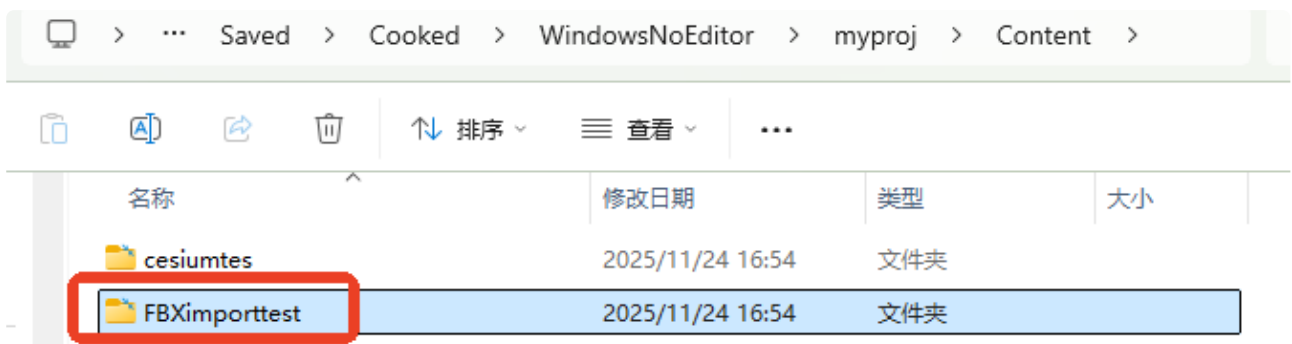 > ... Saved > Cooked > WindowsNoEditor > myproj > Content >
排序 查看 ...
名称 修改日期 类型 大小
cesiumtes 2025/11/24 16:54 文件夹
FBXimporttest 2025/11/24 16:54 文件夹